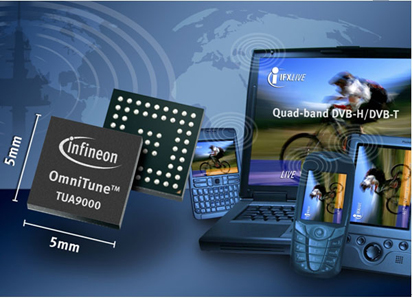 infineon
OmniTune™
TUA9000
5mm
5mm
IFXLIVE
Quad-band DVB-H/DVB-T
LIVE